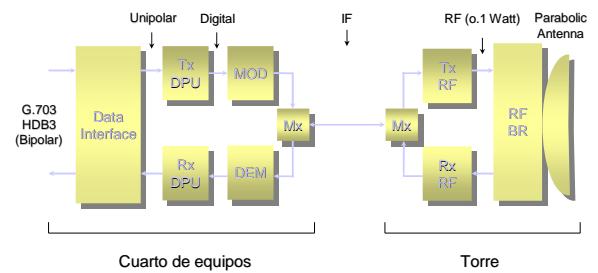 Unipolar
Digital
IF
RF (o.1 Watt)
Parabolic
Antenna
G.703
HDB3
(Bipolar)
Data
Interface
Tx
DPU
MOD
Mx
Rx
DPU
DEM
Mx
Tx
RF
Rx
RF
RF
BR
Cuarto de equipos
Torre